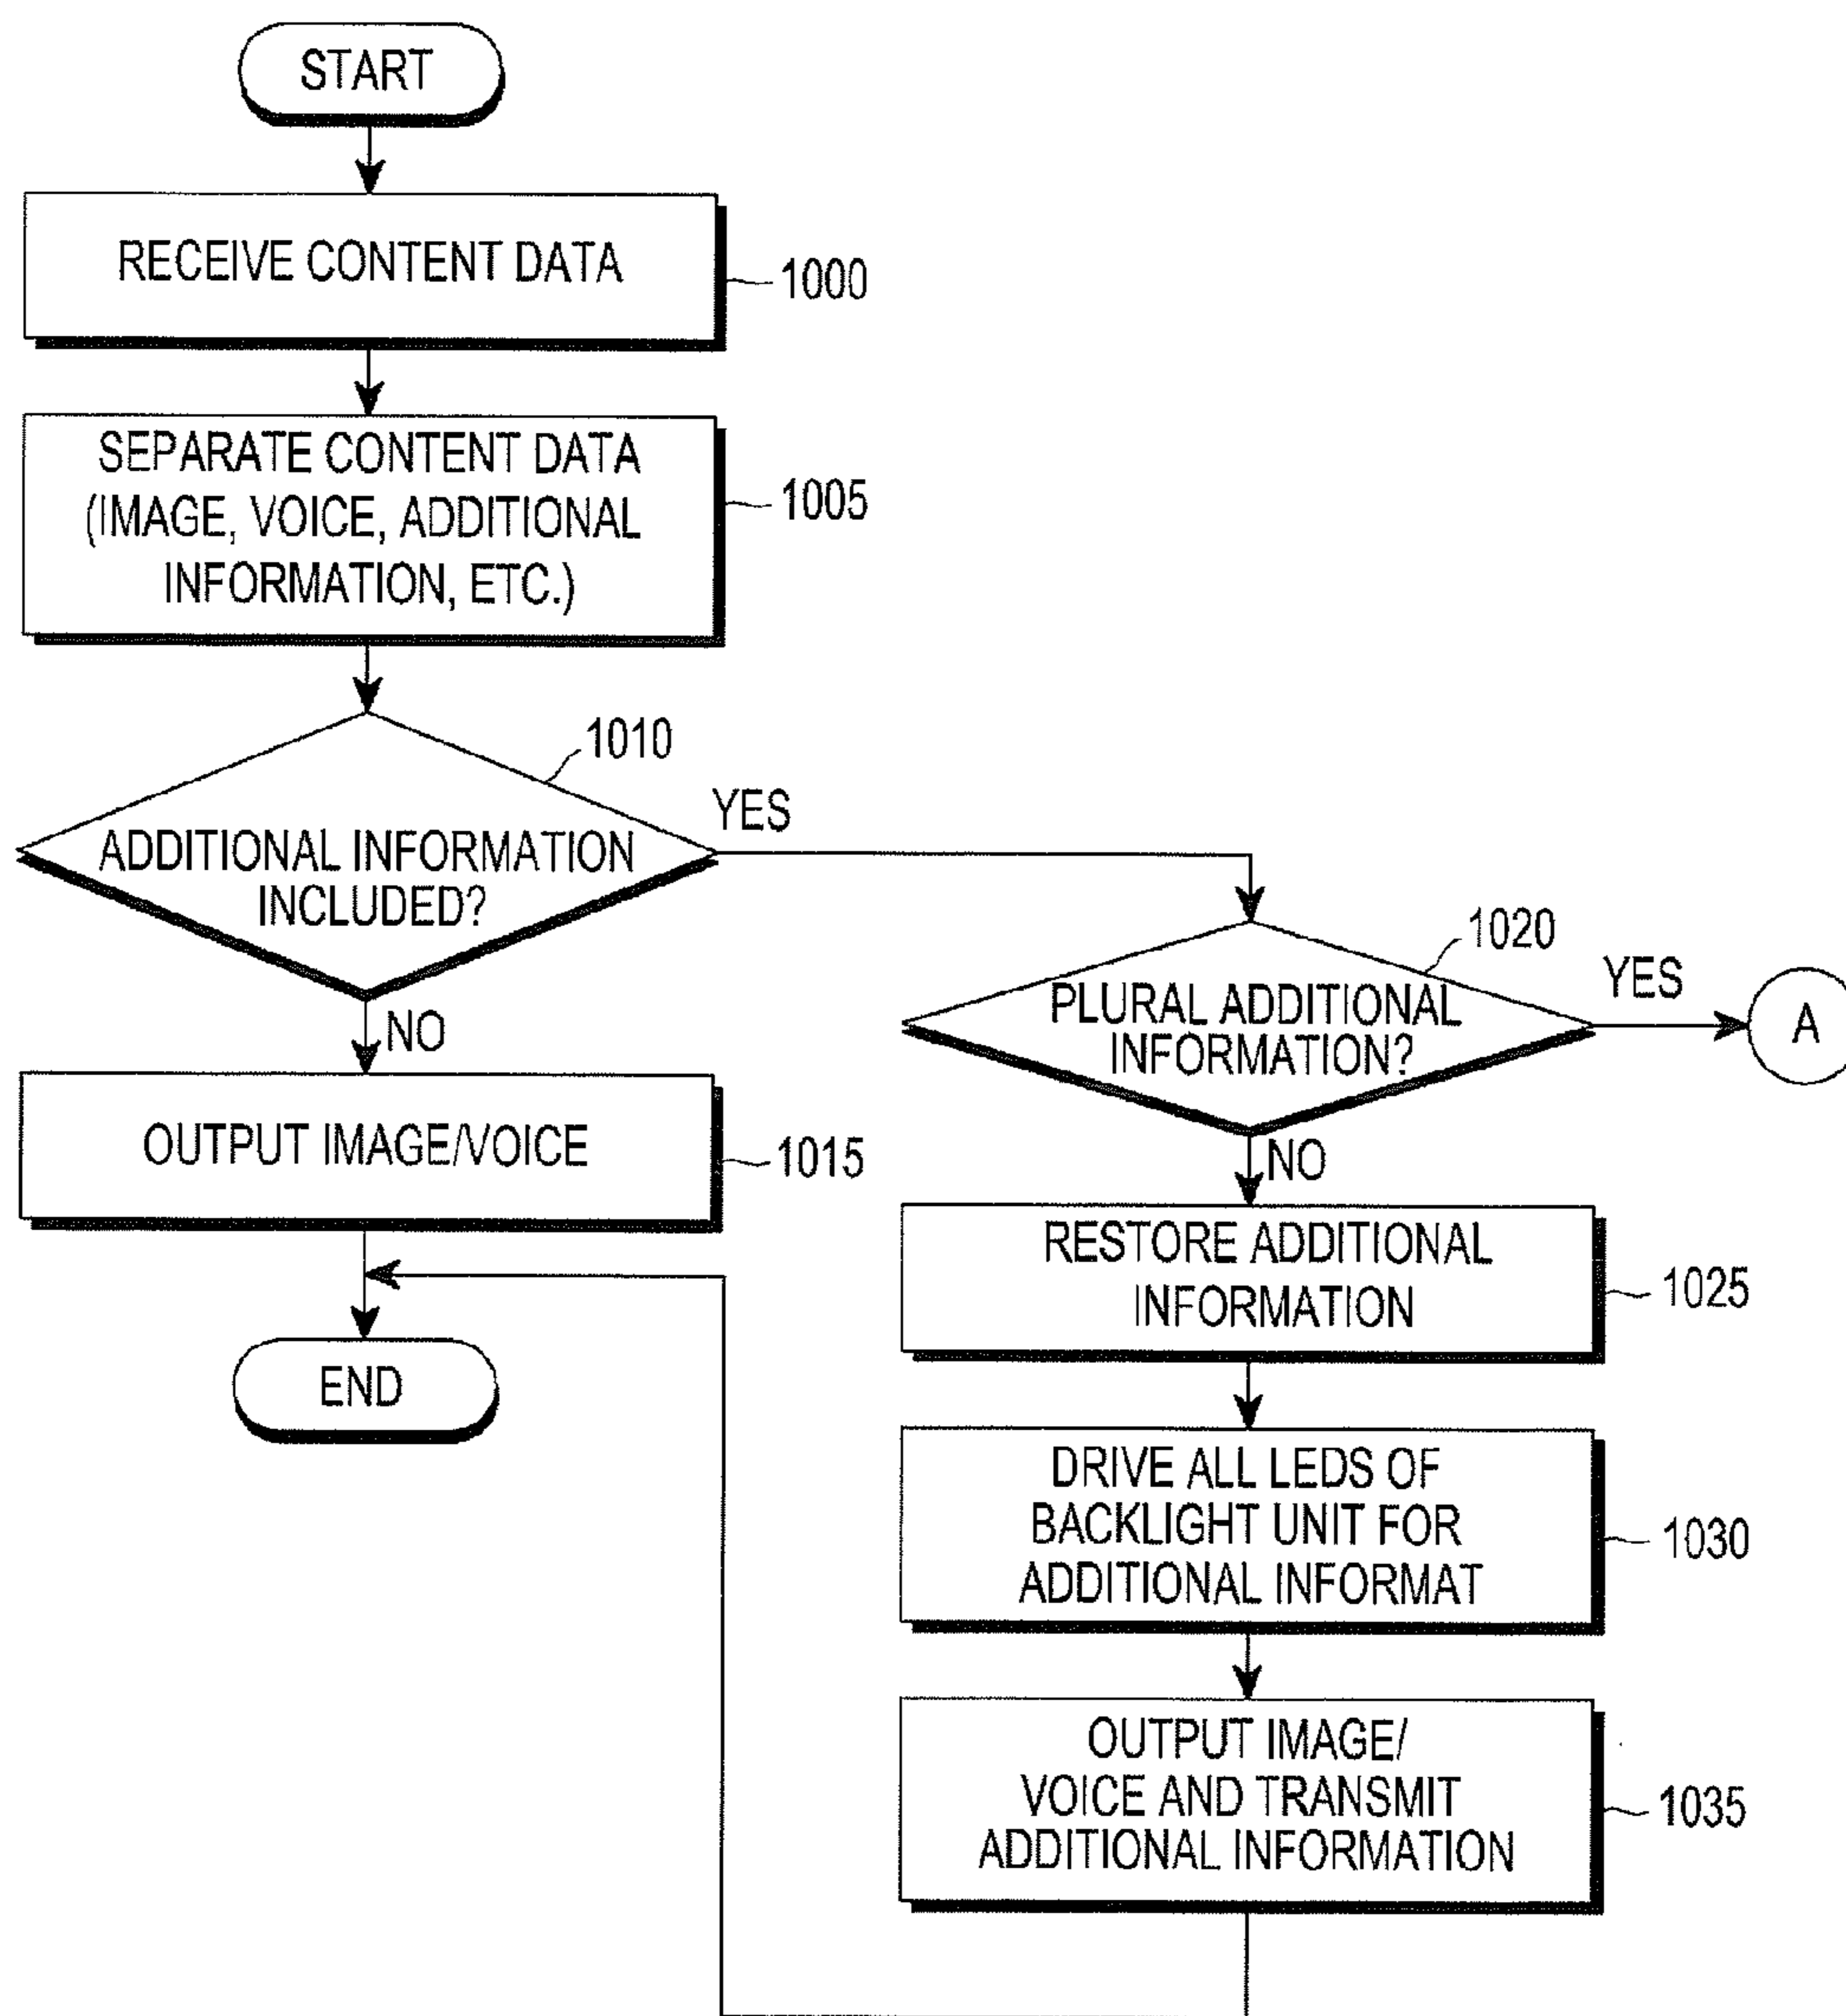 START
RECEIVE CONTENT DATA
1000
SEPARATE CONTENT DATA
(IMAGE, VOICE, ADDITIONAL
INFORMATION, ETC.)
1005
1010
ADDITIONAL INFORMATION
INCLUDED?
YES
NO
OUTPUT IMAGE/VOICE
1015
END
1020
PLURAL ADDITIONAL
INFORMATION?
YES
A
NO
RESTORE ADDITIONAL
INFORMATION
1025
DRIVE ALL LEDS OF
BACKLIGHT UNIT FOR
ADDITIONAL INFORMAT
1030
OUTPUT IMAGE/
VOICE AND TRANSMIT
ADDITIONAL INFORMATION
1035